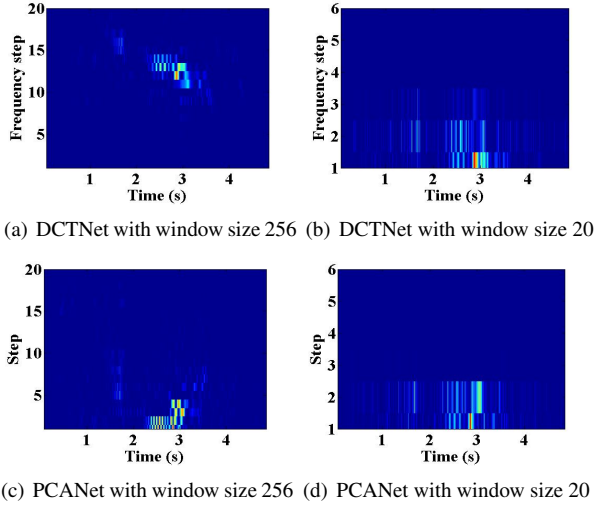 20
15
10
5
Frequency step
1 2 3 4
Time (s)
6
5
4
3
2
1
Frequency step
1 2 3 4
Time (s)
(a) DCTNet with window size 256 (b) DCTNet with window size 20
20
15
10
5
Step
1 2 3 4
Time (s)
6
5
4
3
2
1
Step
1 2 3 4
Time (s)
(c) PCANet with window size 256 (d) PCANet with window size 20